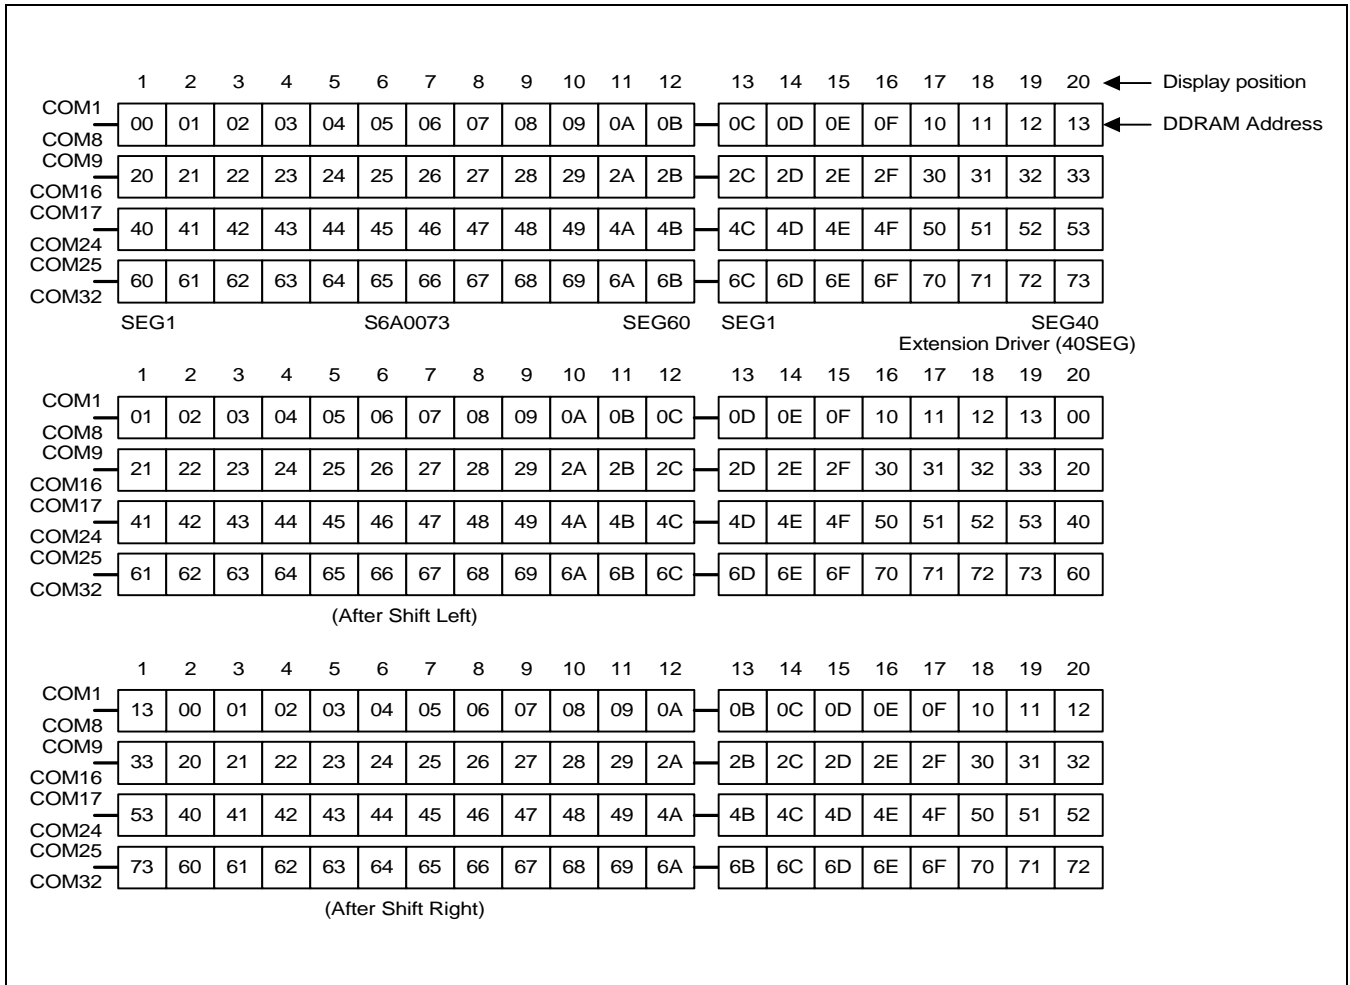 1 2 3 4 5 6 7 8 9 10 11 12 13 14 15 16 17 18 19 20 Display position
COM1
00 01 02 03 04 05 06 07 08 09 0A 0B 0C 0D 0E 0F 10 11 12 13 DDRAM Address
COM8
COM9
20 21 22 23 24 25 26 27 28 29 2A 2B 2C 2D 2E 2F 30 31 32 33
COM16
COM17
40 41 42 43 44 45 46 47 48 49 4A 4B 4C 4D 4E 4F 50 51 52 53
COM24
COM25
60 61 62 63 64 65 66 67 68 69 6A 6B 6C 6D 6E 6F 70 71 72 73
COM32
SEG1 S6A0073 SEG60 SEG1 SEG40
Extension Driver (40SEG)
1 2 3 4 5 6 7 8 9 10 11 12 13 14 15 16 17 18 19 20
COM1
01 02 03 04 05 06 07 08 09 0A 0B 0C 0D 0E 0F 10 11 12 13 00
COM8
COM9
21 22 23 24 25 26 27 28 29 2A 2B 2C 2D 2E 2F 30 31 32 33 20
COM16
COM17
41 42 43 44 45 46 47 48 49 4A 4B 4C 4D 4E 4F 50 51 52 53 40
COM24
COM25
61 62 63 64 65 66 67 68 69 6A 6B 6C 6D 6E 6F 70 71 72 73 60
COM32
(After Shift Left)
1 2 3 4 5 6 7 8 9 10 11 12 13 14 15 16 17 18 19 20
COM1
13 00 01 02 03 04 05 06 07 08 09 0A 0B 0C 0D 0E 0F 10 11 12
COM8
COM9
33 20 21 22 23 24 25 26 27 28 29 2A 2B 2C 2D 2E 2F 30 31 32
COM16
COM17
53 40 41 42 43 44 45 46 47 48 49 4A 4B 4C 4D 4E 4F 50 51 52
COM24
COM25
73 60 61 62 63 64 65 66 67 68 69 6A 6B 6C 6D 6E 6F 70 71 72
COM32
(After Shift Right)